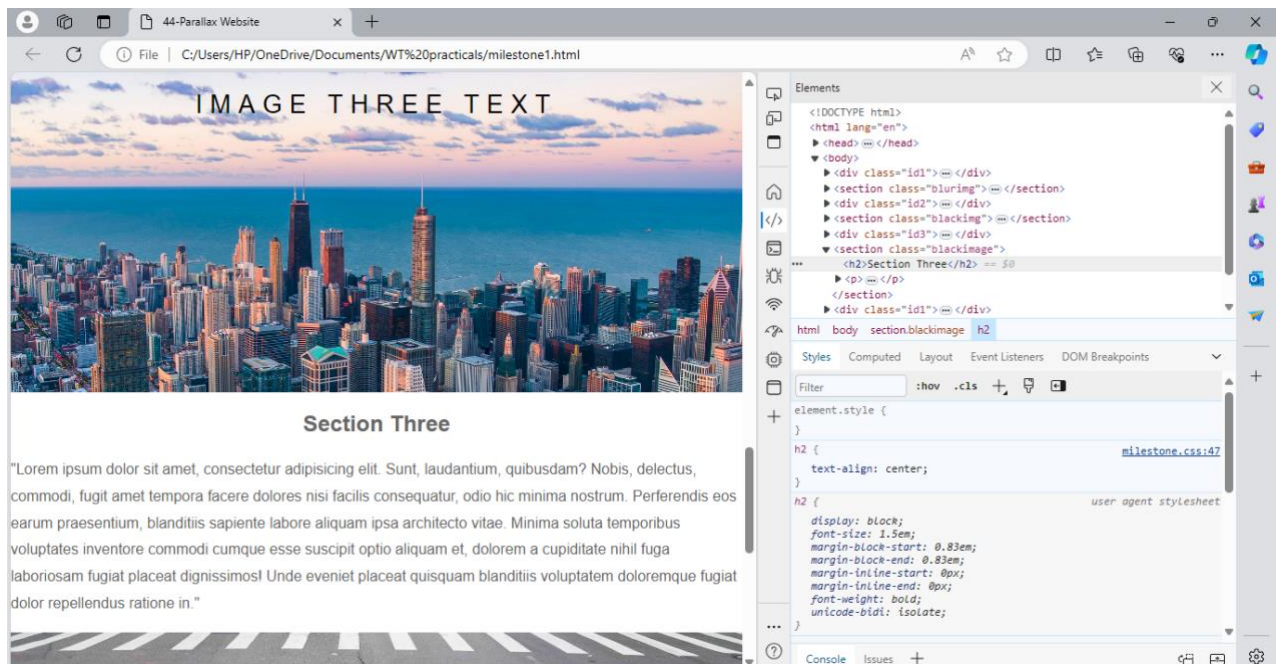 44-Parallax Website
File | C:/Users/HP/OneDrive/Documents/WT%20practicals/milestone1.html
IMAGE THREE TEXT
Section Three
"Lorem ipsum dolor sit amet, consectetur adipisicing elit. Sunt, laudantium, quibusdam? Nobis, delectus,
commodi, fugit amet tempora facere dolores nisi facilis consequatur, odio hic minima nostrum. Perferendis eos
earum praesentium, blanditiis sapiente labore aliquam ipsa architecto vitae. Minima soluta temporibus
voluptates inventore commodi cumque esse suscipit optio aliquam et, dolorem a cupiditate nihil fuga
laboriosam fugiat placeat dignissimos! Unde eveniet placeat quisquam blanditiis voluptatem doloremque fugiat
dolor repellendus ratione in."
Elements
<!DOCTYPE html>
<html lang="en">
<head> … </head>
<body>
<div class="id1"> … </div>
<section class="blurimg"> … </section>
<div class="id2"> … </div>
<section class="blackimg"> … </section>
<div class="id3"> … </div>
<section class="blackimage">
<h2>Section Three</h2> == $0
<p> … </p>
</section>
<div class="id1"> … </div>
html body section.blackimage h2
Styles Computed Layout Event Listeners DOM Breakpoints
Filter :hov .cls
element.style {
}
h2 { milestone.css:47
text-align: center;
}
h2 { user agent stylesheet
display: block;
font-size: 1.5em;
margin-block-start: 0.83em;
margin-block-end: 0.83em;
margin-inline-start: 0px;
margin-inline-end: 0px;
font-weight: bold;
unicode-bidi: isolate;
}
Console Issues